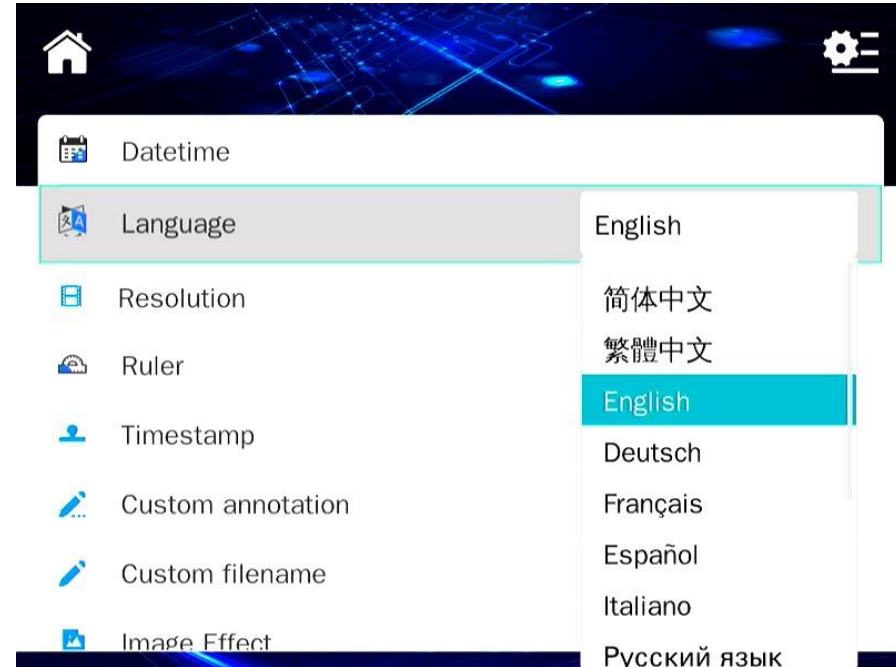 Datetime
Language
English
简体中文
Resolution
繁體中文
Ruler
English
Timestamp
Deutsch
Custom annotation
Français
Español
Custom filename
Italiano
Image Effect
Русский язык